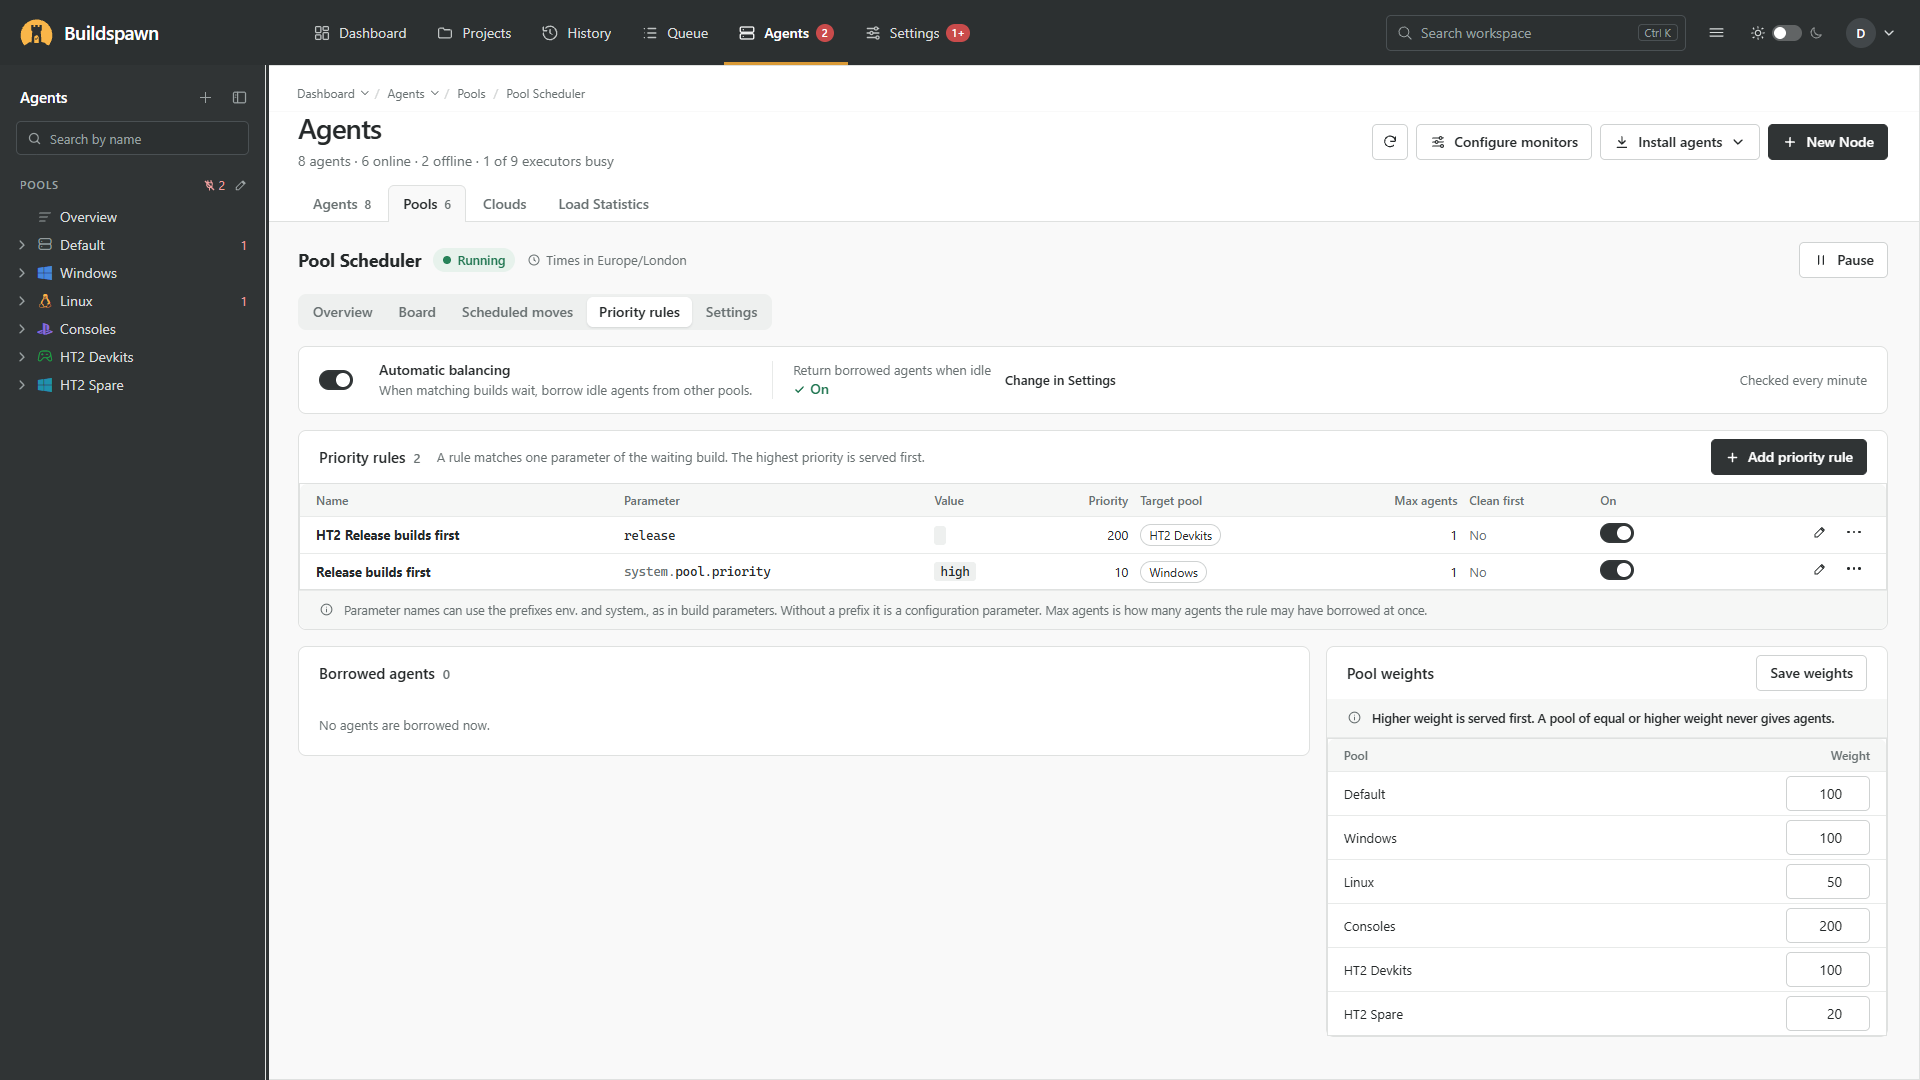 Buildspawn
Dashboard
Projects
History
Queue
Agents 2
Settings 1+
Search workspace Ctrl K
D
Agents
Search by name
POOLS 2
Overview
Default 1
Windows
Linux 1
Consoles
HT2 Devkits
HT2 Spare
Dashboard / Agents / Pools / Pool Scheduler
Agents
8 agents · 6 online · 2 offline · 1 of 9 executors busy
Configure monitors
Install agents
New Node
Agents 8
Pools 6
Clouds
Load Statistics
Pool Scheduler
Running
Times in Europe/London
Pause
Overview
Board
Scheduled moves
Priority rules
Settings
Automatic balancing
When matching builds wait, borrow idle agents from other pools.
Return borrowed agents when idle
On
Change in Settings
Checked every minute
Priority rules 2 A rule matches one parameter of the waiting build. The highest priority is served first.
Add priority rule
Name Parameter Value Priority Target pool Max agents Clean first On
HT2 Release builds first release 200 HT2 Devkits 1 No
Release builds first system.pool.priority high 10 Windows 1 No
Parameter names can use the prefixes env. and system., as in build parameters. Without a prefix it is a configuration parameter. Max agents is how many agents the rule may have borrowed at once.
Borrowed agents 0
No agents are borrowed now.
Pool weights
Save weights
Higher weight is served first. A pool of equal or higher weight never gives agents.
Pool Weight
Default 100
Windows 100
Linux 50
Consoles 200
HT2 Devkits 100
HT2 Spare 20